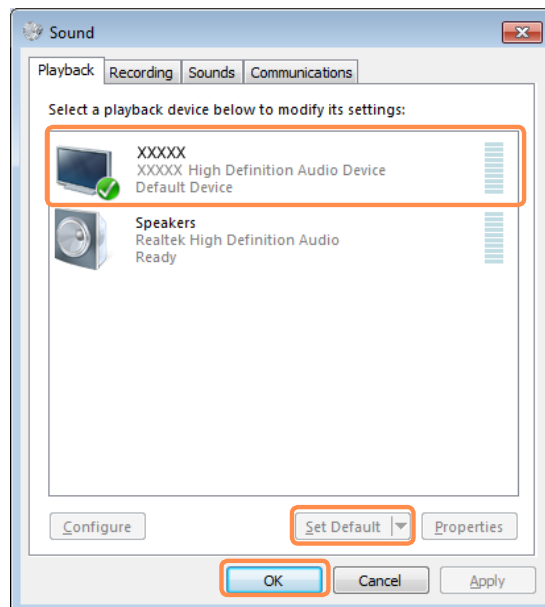 Sound
Playback Recording Sounds Communications
Select a playback device below to modify its settings:
XXXXX
XXXXX High Definition Audio Device
Default Device
Speakers
Realtek High Definition Audio
Ready
Configure Set Default Properties
OK Cancel Apply